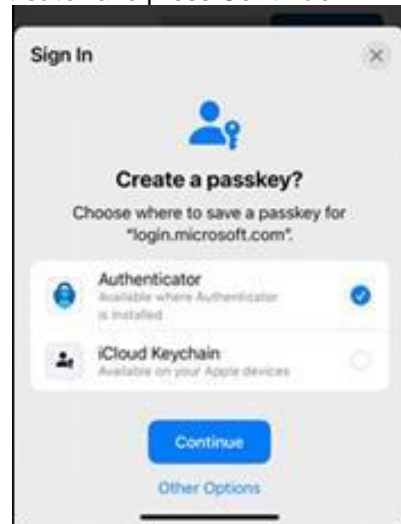 Sign In
Create a passkey?
Choose where to save a passkey for
"login.microsoft.com".
Authenticator
Available where Authenticator
is installed
iCloud Keychain
Available on your Apple devices
Continue
Other Options